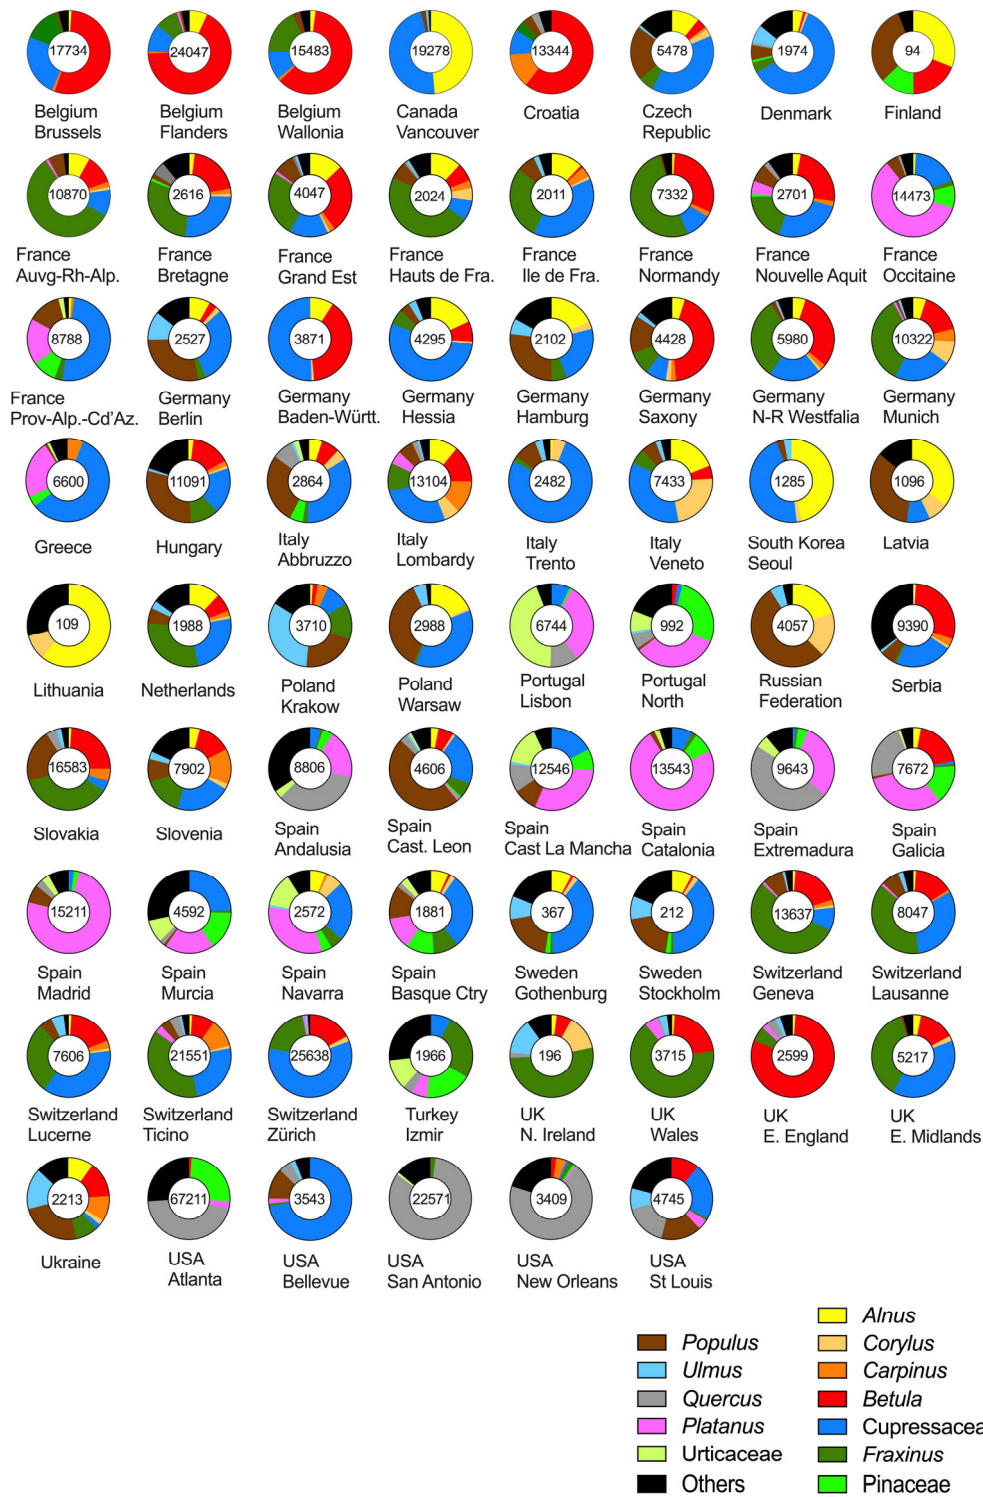 17734 24047 15483 19278 13344 5478 1974 94
Belgium Brussels
Belgium Flanders
Belgium Wallonia
Canada Vancouver
Croatia
Czech Republic
Denmark
Finland
10870 2616 4047 2024 2011 7332 2701 14473
France Auvg-Rh-Alp.
France Bretagne
France Grand Est
France Hauts de Fra.
France Ile de Fra.
France Normandy
France Nouvelle Aquit
France Occitaine
8788 2527 3871 4295 2102 4428 5980 10322
France Prov-Alp.-Cd'Az.
Germany Berlin
Germany Baden-Württ.
Germany Hessia
Germany Hamburg
Germany Saxony
Germany N-R Westfalia
Germany Munich
6600 11091 2864 13104 2482 7433 1285 1096
Greece
Hungary
Italy Abbruzzo
Italy Lombardy
Italy Trento
Italy Veneto
South Korea Seoul
Latvia
109 1988 3710 2988 6744 992 4057 9390
Lithuania
Netherlands
Poland Krakow
Poland Warsaw
Portugal Lisbon
Portugal North
Russian Federation
Serbia
16583 7902 8806 4606 12546 13543 9643 7672
Slovakia
Slovenia
Spain Andalusia
Spain Cast. Leon
Spain Cast La Mancha
Spain Catalonia
Spain Extremadura
Spain Galicia
15211 4592 2572 1881 367 212 13637 8047
Spain Madrid
Spain Murcia
Spain Navarra
Spain Basque Ctry
Sweden Gothenburg
Sweden Stockholm
Switzerland Geneva
Switzerland Lausanne
7606 21551 25638 1966 196 3715 2599 5217
Switzerland Lucerne
Switzerland Ticino
Switzerland Zürich
Turkey Izmir
UK N. Ireland
UK Wales
UK E. England
UK E. Midlands
2213 67211 3543 22571 3409 4745
Ukraine
USA Atlanta
USA Bellevue
USA San Antonio
USA New Orleans
USA St Louis
Alnus
Populus Corylus
Ulmus Carpinus
Quercus Betula
Platanus Cupressacea
Urticaceae Fraxinus
Others Pinaceae